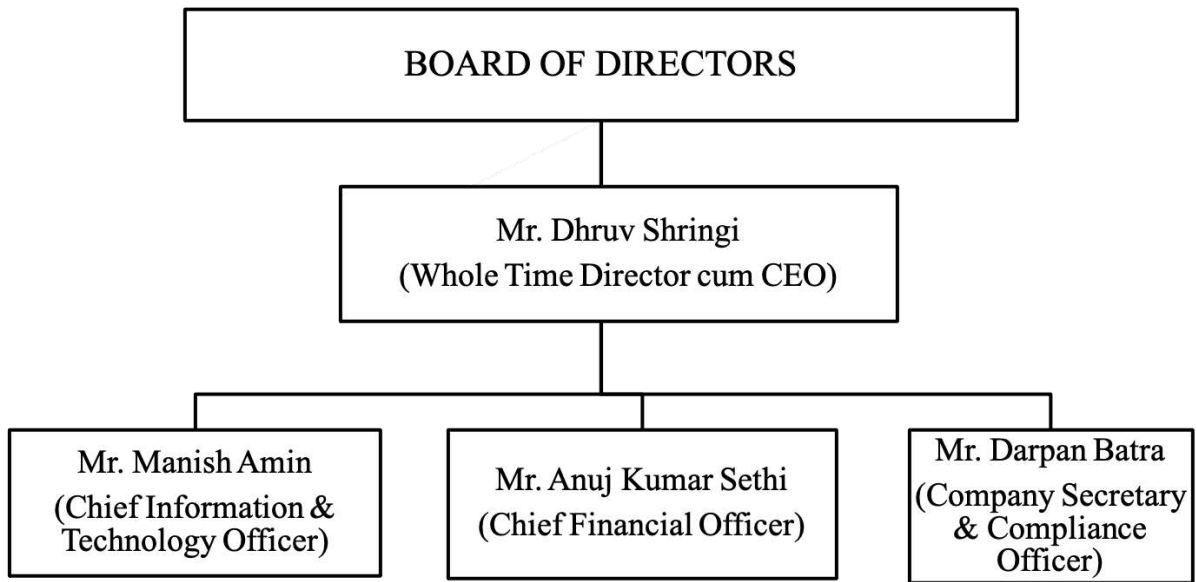 BOARD OF DIRECTORS
Mr. Dhruv Shringi
(Whole Time Director cum CEO)
Mr. Manish Amin
(Chief Information &
Technology Officer)
Mr. Anuj Kumar Sethi
(Chief Financial Officer)
Mr. Darpan Batra
(Company Secretary
& Compliance
Officer)